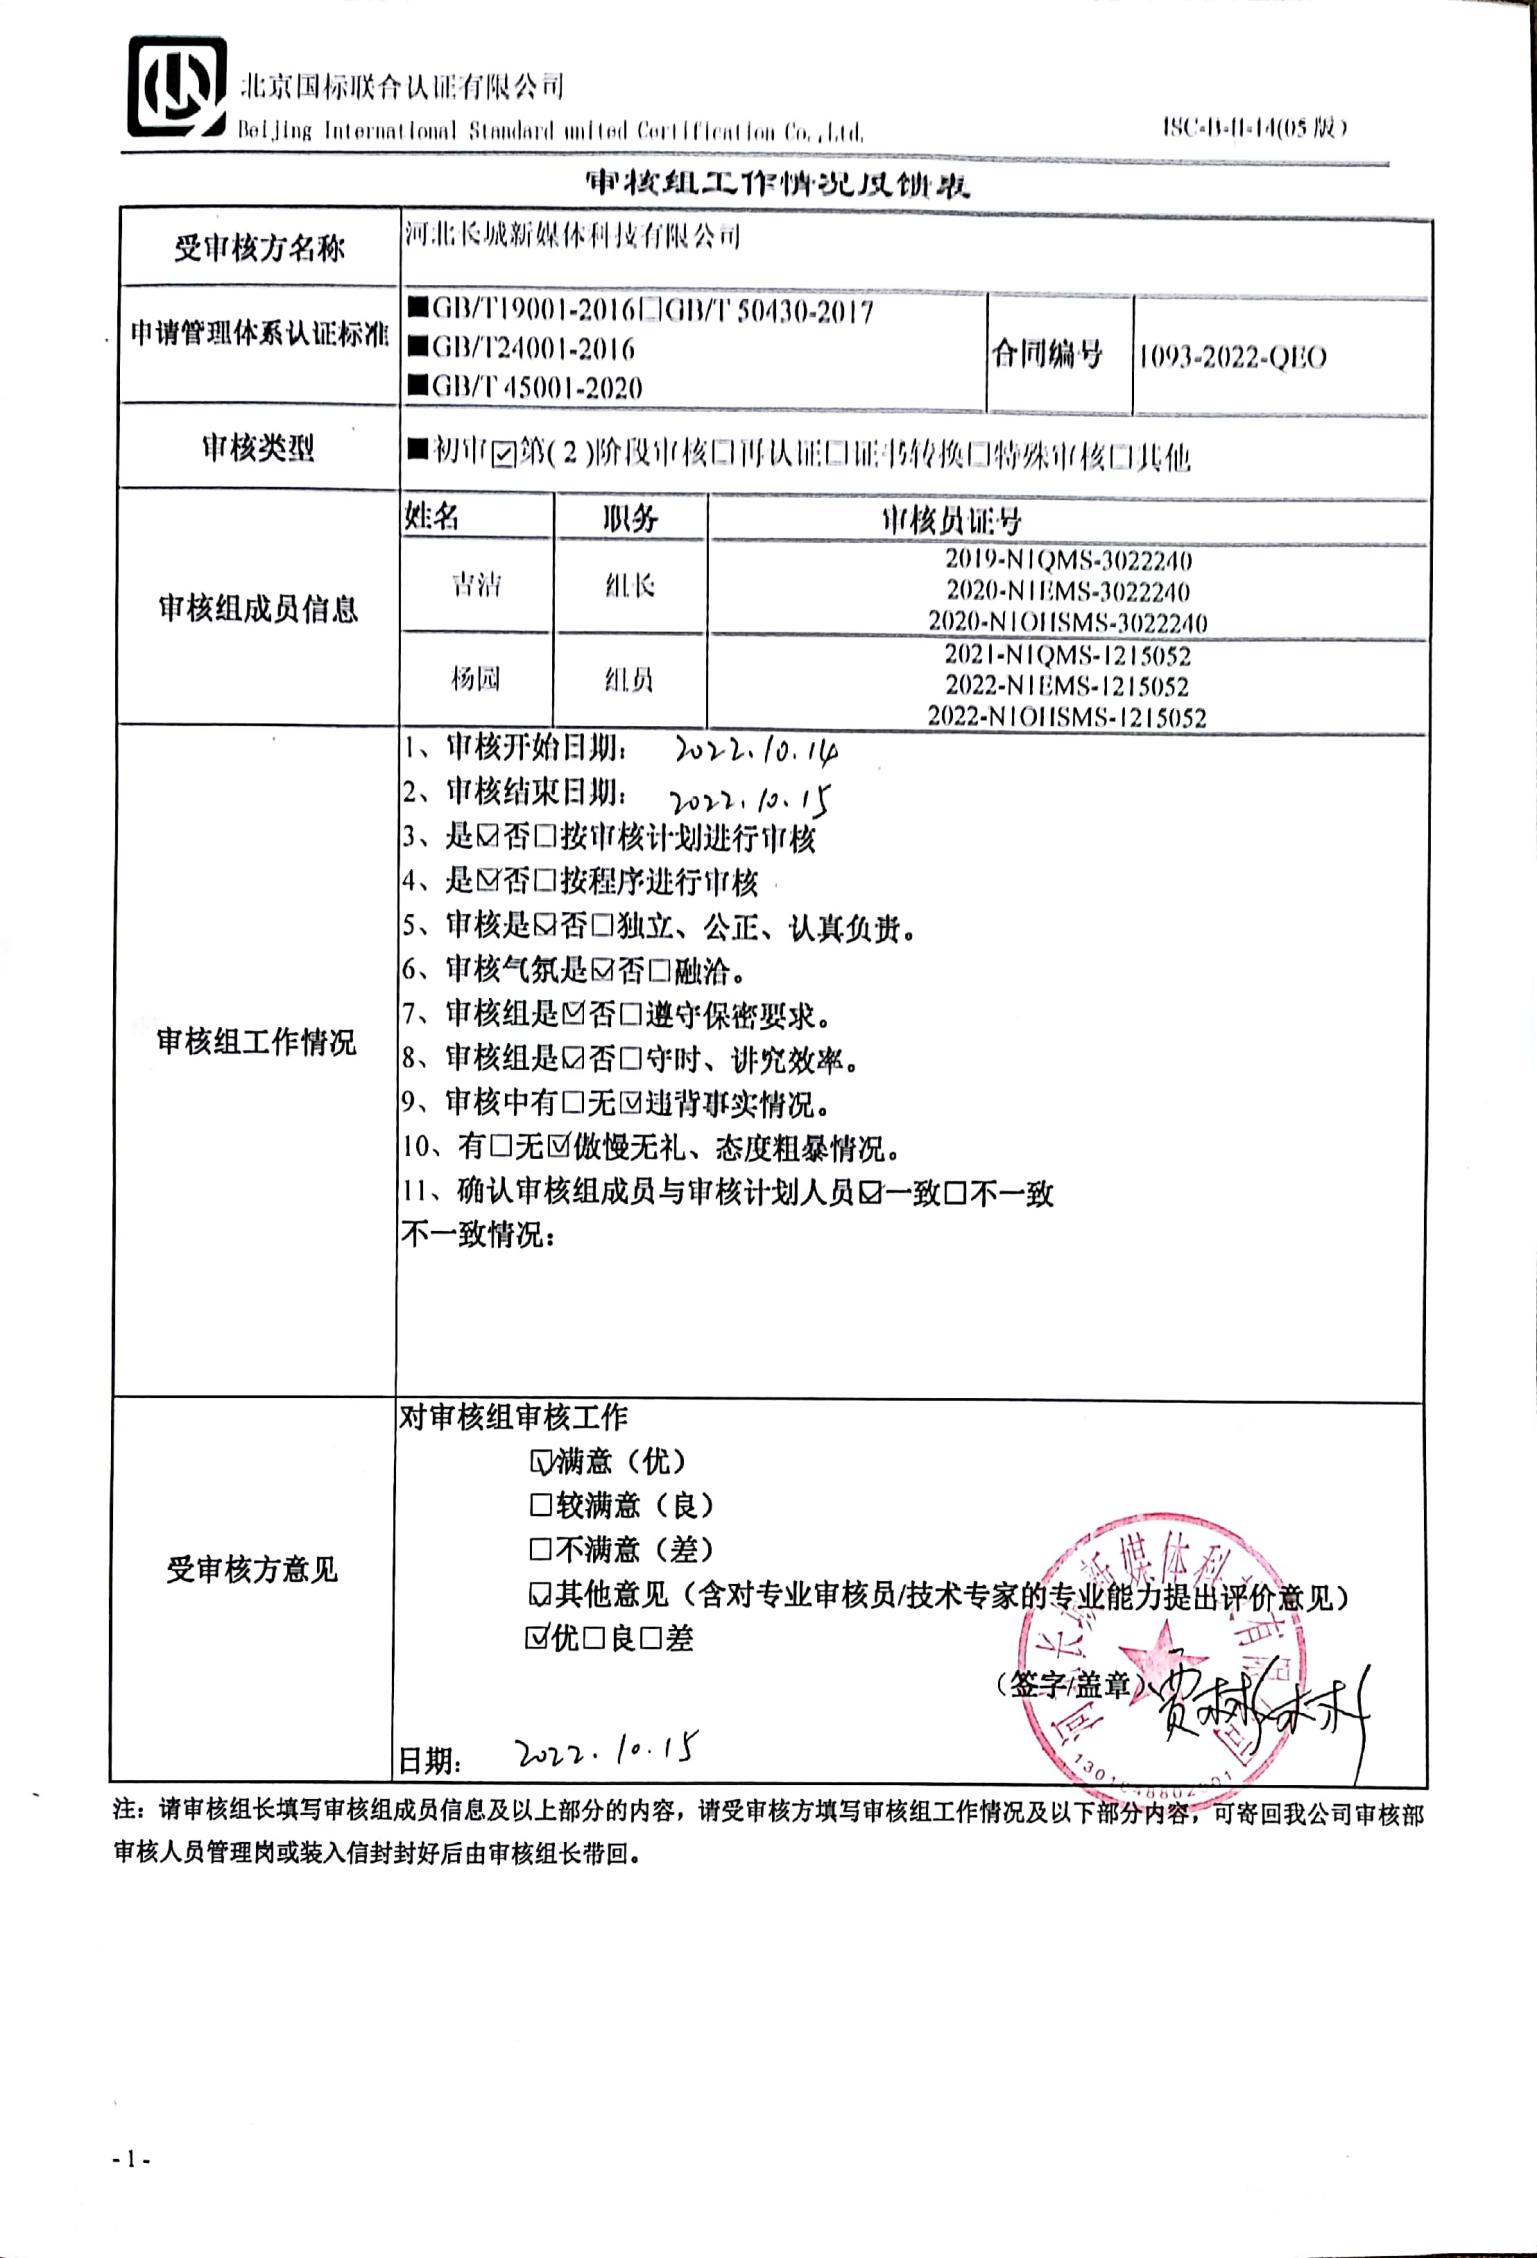 北京国标联合认证有限公司
Beijing International Standard united Certification Co.,Ltd.
ISC-B-II-14(05版)
审核组工作情况反馈表
受审核方名称 河北长城新媒体科技有限公司
申请管理体系认证标准
■GB/T19001-2016□GB/T 50430-2017
■GB/T24001-2016
■GB/T 45001-2020
合同编号 1093-2022-QEO
审核类型 ■初审☑第(2)阶段审核□再认证□证书转换□特殊审核□其他
审核组成员信息
姓名 职务 审核员证号
吉洁 组长
2019-N1QMS-3022240
2020-N1EMS-3022240
2020-N1OHSMS-3022240
杨园 组员
2021-N1QMS-1215052
2022-N1EMS-1215052
2022-N1OHSMS-1215052
审核组工作情况
1、审核开始日期： 2022.10.14
2、审核结束日期： 2022.10.15
3、是☑否□按审核计划进行审核
4、是☑否□按程序进行审核
5、审核是☑否□独立、公正、认真负责。
6、审核气氛是☑否□融洽。
7、审核组是☑否□遵守保密要求。
8、审核组是☑否□守时、讲究效率。
9、审核中有□无☑违背事实情况。
10、有□无☑傲慢无礼、态度粗暴情况。
11、确认审核组成员与审核计划人员☑一致□不一致
不一致情况：
受审核方意见
对审核组审核工作
☑满意（优）
□较满意（良）
□不满意（差）
☑其他意见（含对专业审核员/技术专家的专业能力提出评价意见）
☑优□良□差
（签字/盖章）
河北长城新媒体科技有限公司
日期： 2022.10.15
注：请审核组长填写审核组成员信息及以上部分的内容，请受审核方填写审核组工作情况及以下部分内容，可寄回我公司审核部
审核人员管理岗或装入信封封好后由审核组长带回。
- 1 -